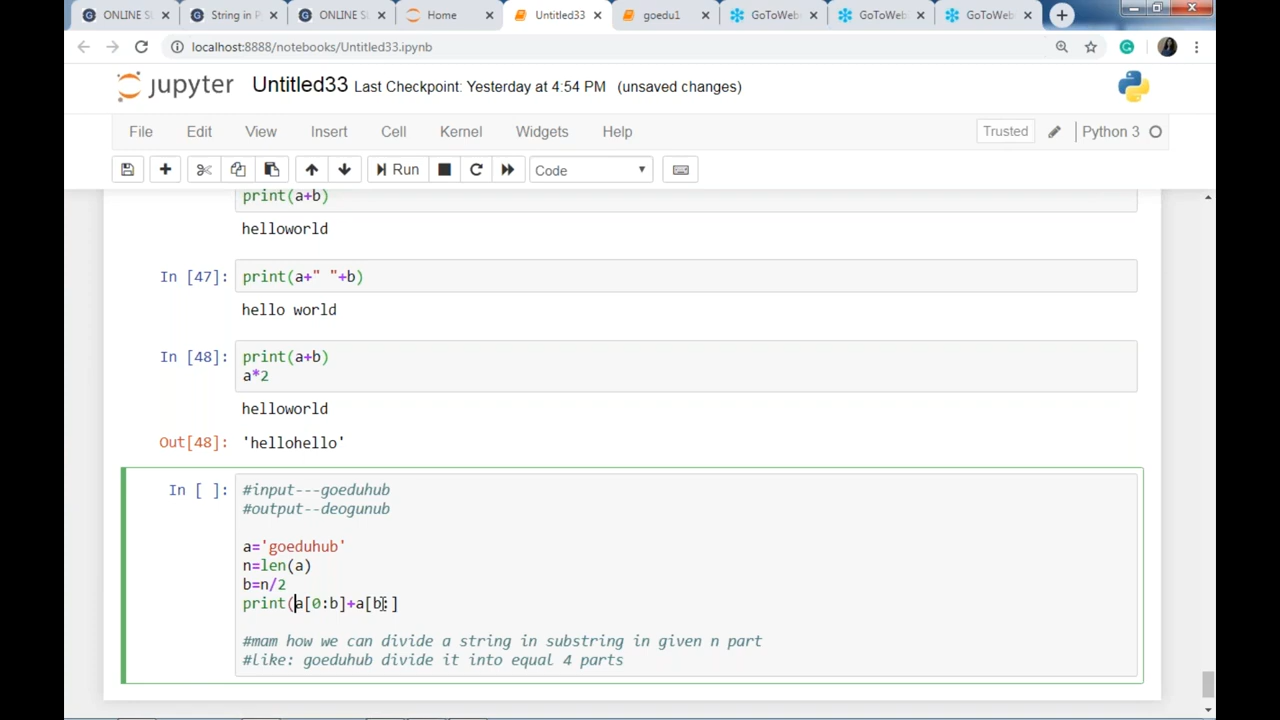 ONLINE SU
String in P
ONLINE SU
Home
Untitled33
goedu1
GoToWeb
GoToWeb
GoToWeb
localhost:8888/notebooks/Untitled33.ipynb
jupyter Untitled33 Last Checkpoint: Yesterday at 4:54 PM (unsaved changes)
File Edit View Insert Cell Kernel Widgets Help Trusted Python 3
Run Code
print(a+b)
helloworld
In [47]: print(a+" "+b)
hello world
In [48]: print(a+b)
a*2
helloworld
Out[48]: 'hellohello'
In [ ]: #input---goeduhub
#output--deogunub
a='goeduhub'
n=len(a)
b=n/2
print(a[0:b]+a[b:]
#mam how we can divide a string in substring in given n part
#like: goeduhub divide it into equal 4 parts